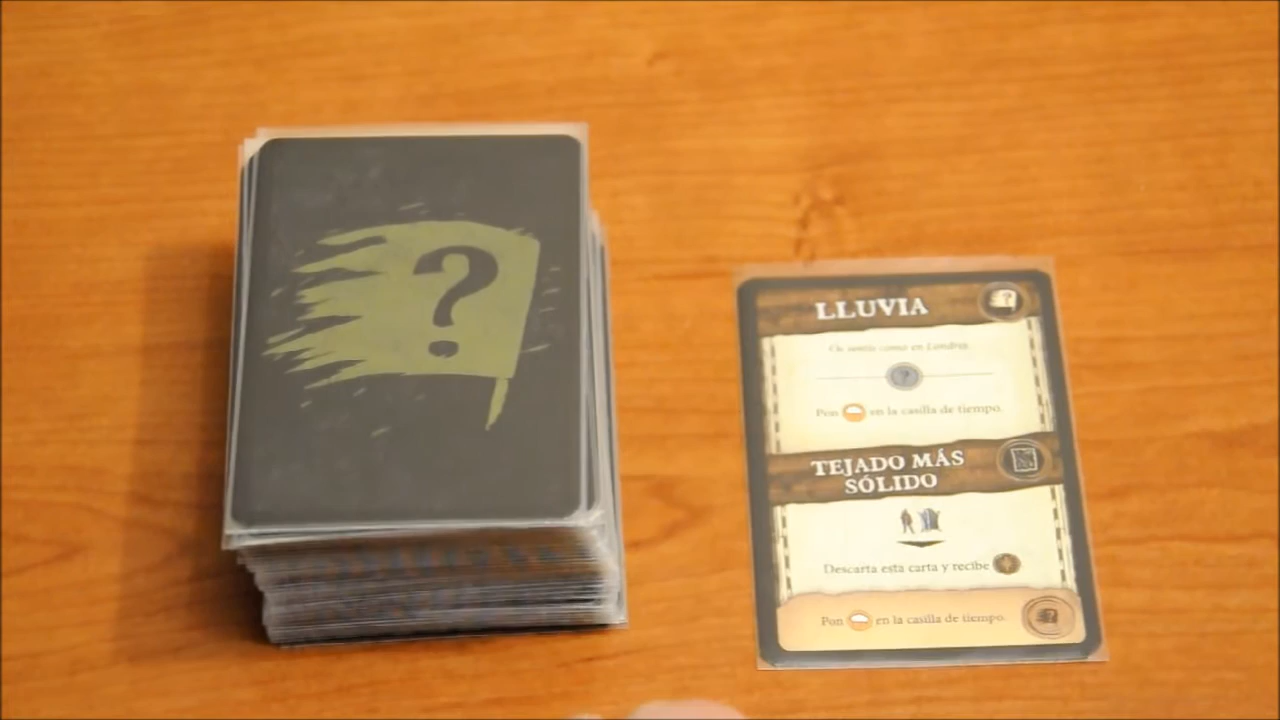 ?
LLUVIA
?
Os sentís como en Londres.
?
Pon en la casilla de tiempo.
TEJADO MÁS
SÓLIDO
Descarta esta carta y recibe
Pon en la casilla de tiempo.
?